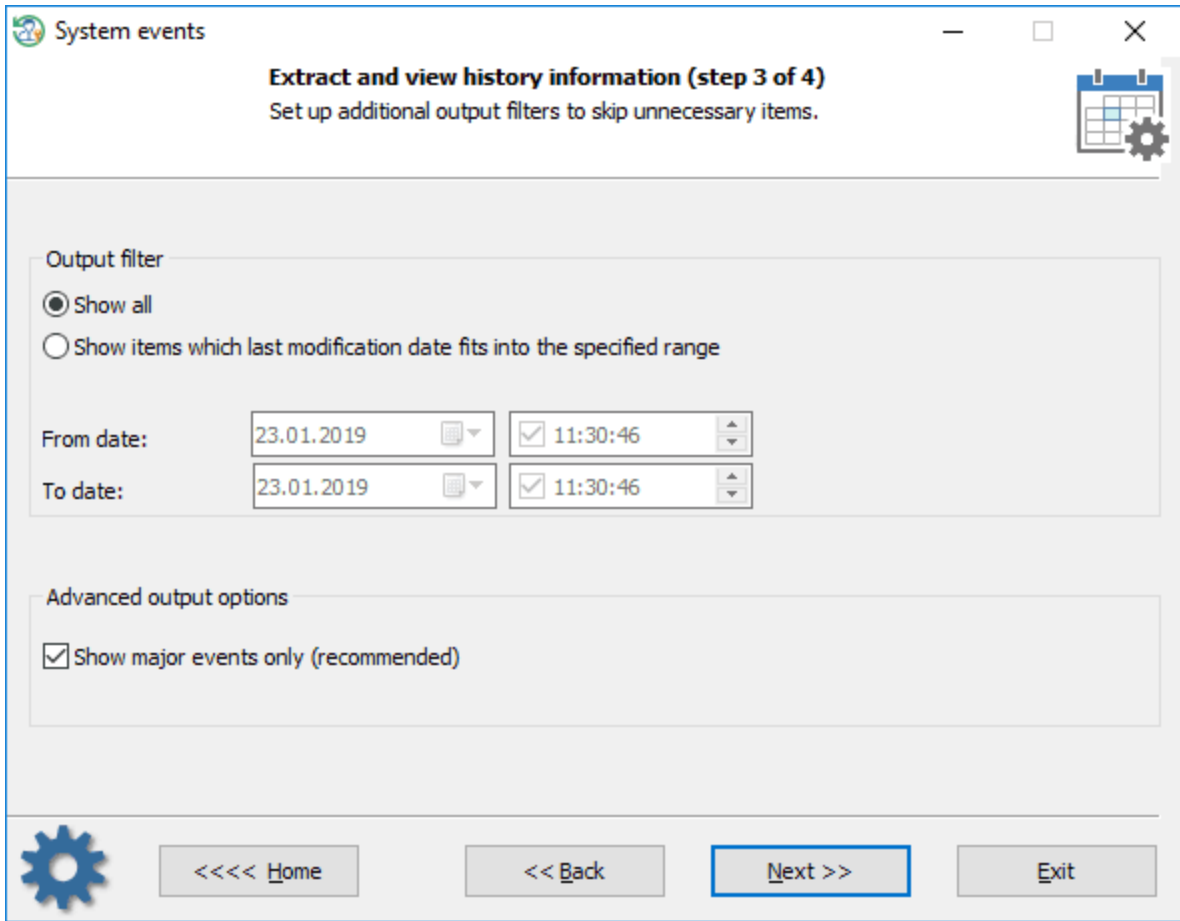 System events
Extract and view history information (step 3 of 4)
Set up additional output filters to skip unnecessary items.
Output filter
Show all
Show items which last modification date fits into the specified range
From date: 23.01.2019 11:30:46
To date: 23.01.2019 11:30:46
Advanced output options
Show major events only (recommended)
<<<< Home << Back Next >> Exit